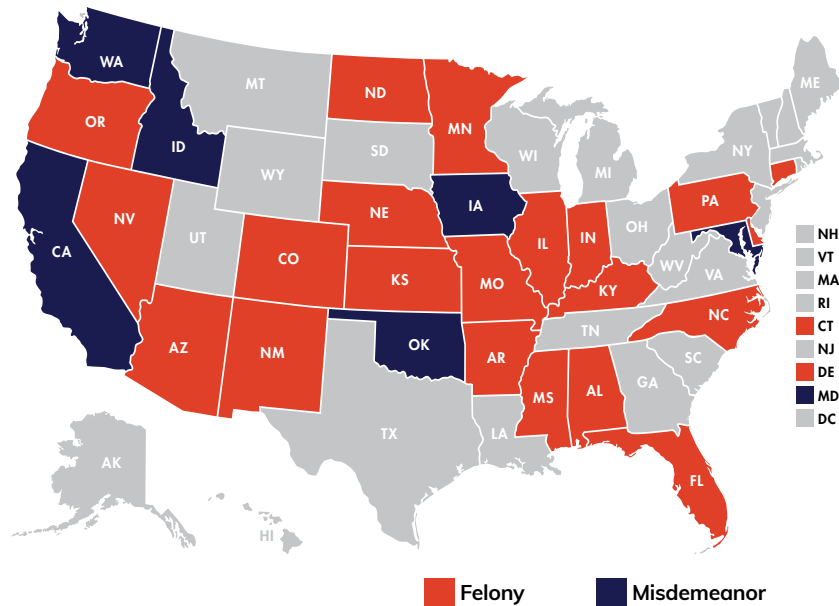 WA
MT
ND
MN
OR
ID
SD
WI
MI
NY
ME
WY
IA
NE
PA
NV
UT
CO
IL
IN
OH
NH
VT
MA
RI
CT
NJ
DE
MD
DC
CA
KS
MO
WV
VA
KY
NC
AZ
NM
OK
AR
TN
SC
MS
AL
GA
TX
LA
AK
FL
HI
Felony
Misdemeanor